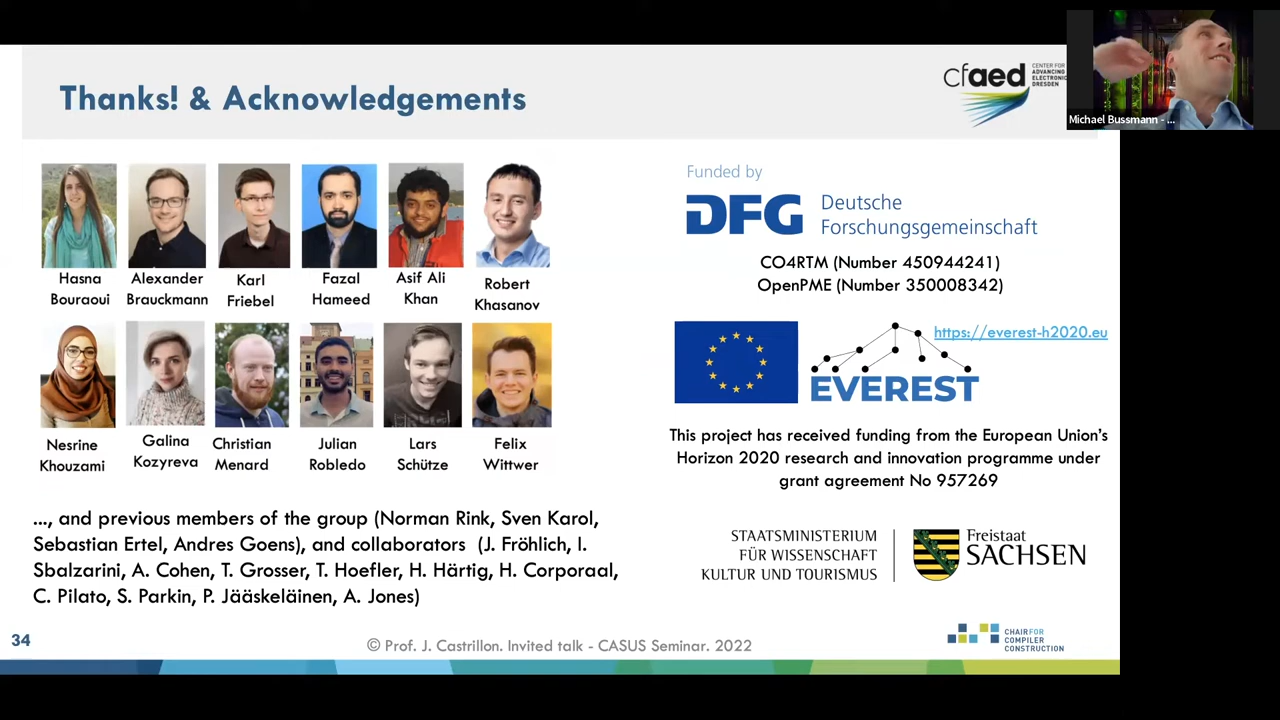 Thanks! & Acknowledgements
cfaed
CENTER FOR
ADVANCING
ELECTRONICS
DRESDEN
Michael Bussmann - ...
Hasna
Bouraoui
Alexander
Brauckmann
Karl
Friebel
Fazal
Hameed
Asif Ali
Khan
Robert
Khasanov
Nesrine
Khouzami
Galina
Kozyreva
Christian
Menard
Julian
Robledo
Lars
Schütze
Felix
Wittwer
..., and previous members of the group (Norman Rink, Sven Karol,
Sebastian Ertel, Andres Goens), and collaborators (J. Fröhlich, I.
Sbalzarini, A. Cohen, T. Grosser, T. Hoefler, H. Härtig, H. Corporaal,
C. Pilato, S. Parkin, P. Jääskeläinen, A. Jones)
Funded by
DFG
Deutsche
Forschungsgemeinschaft
CO4RTM (Number 450944241)
OpenPME (Number 350008342)
https://everest-h2020.eu
EVEREST
This project has received funding from the European Union's
Horizon 2020 research and innovation programme under
grant agreement No 957269
STAATSMINISTERIUM
FÜR WISSENSCHAFT
KULTUR UND TOURISMUS
Freistaat
SACHSEN
34
© Prof. J. Castrillon. Invited talk - CASUS Seminar. 2022
CHAIR FOR
COMPILER
CONSTRUCTION